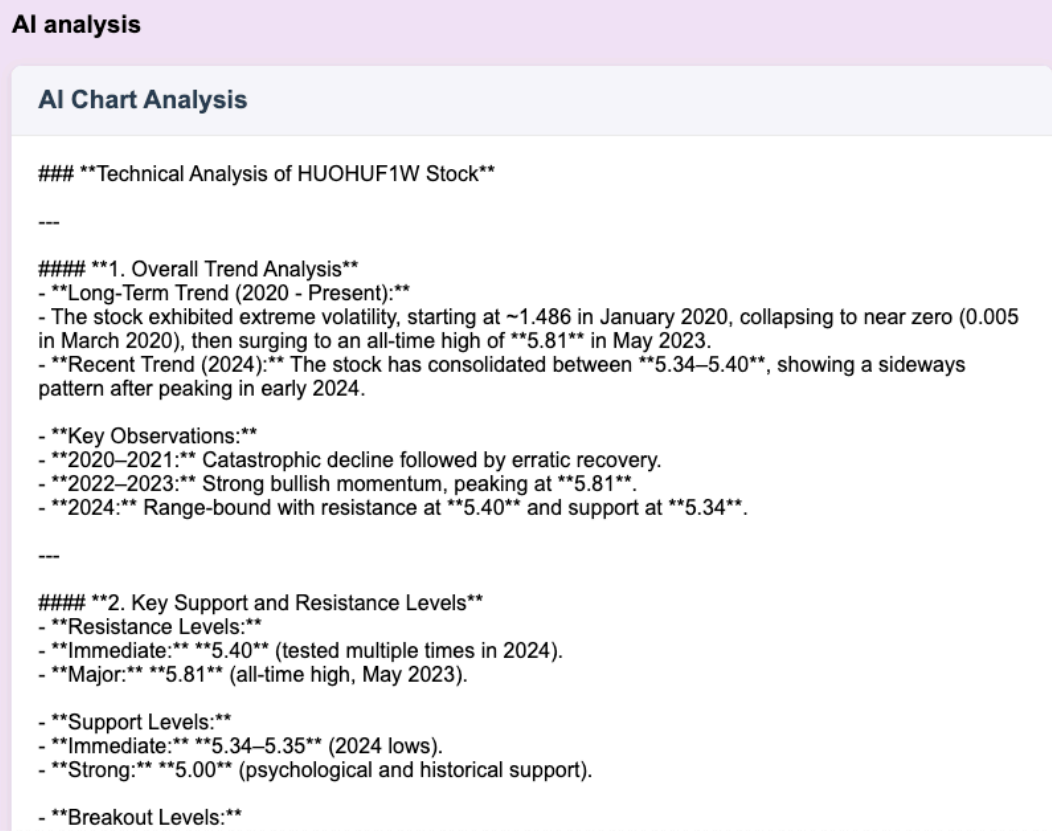 AI analysis
AI Chart Analysis
### **Technical Analysis of HUOHUF1W Stock**
---
#### **1. Overall Trend Analysis**
- **Long-Term Trend (2020 - Present):**
- The stock exhibited extreme volatility, starting at ~1.486 in January 2020, collapsing to near zero (0.005
in March 2020), then surging to an all-time high of **5.81** in May 2023.
- **Recent Trend (2024):** The stock has consolidated between **5.34–5.40**, showing a sideways
pattern after peaking in early 2024.
- **Key Observations:**
- **2020–2021:** Catastrophic decline followed by erratic recovery.
- **2022–2023:** Strong bullish momentum, peaking at **5.81**.
- **2024:** Range-bound with resistance at **5.40** and support at **5.34**.
---
#### **2. Key Support and Resistance Levels**
- **Resistance Levels:**
- **Immediate:** **5.40** (tested multiple times in 2024).
- **Major:** **5.81** (all-time high, May 2023).
- **Support Levels:**
- **Immediate:** **5.34–5.35** (2024 lows).
- **Strong:** **5.00** (psychological and historical support).
- **Breakout Levels:**